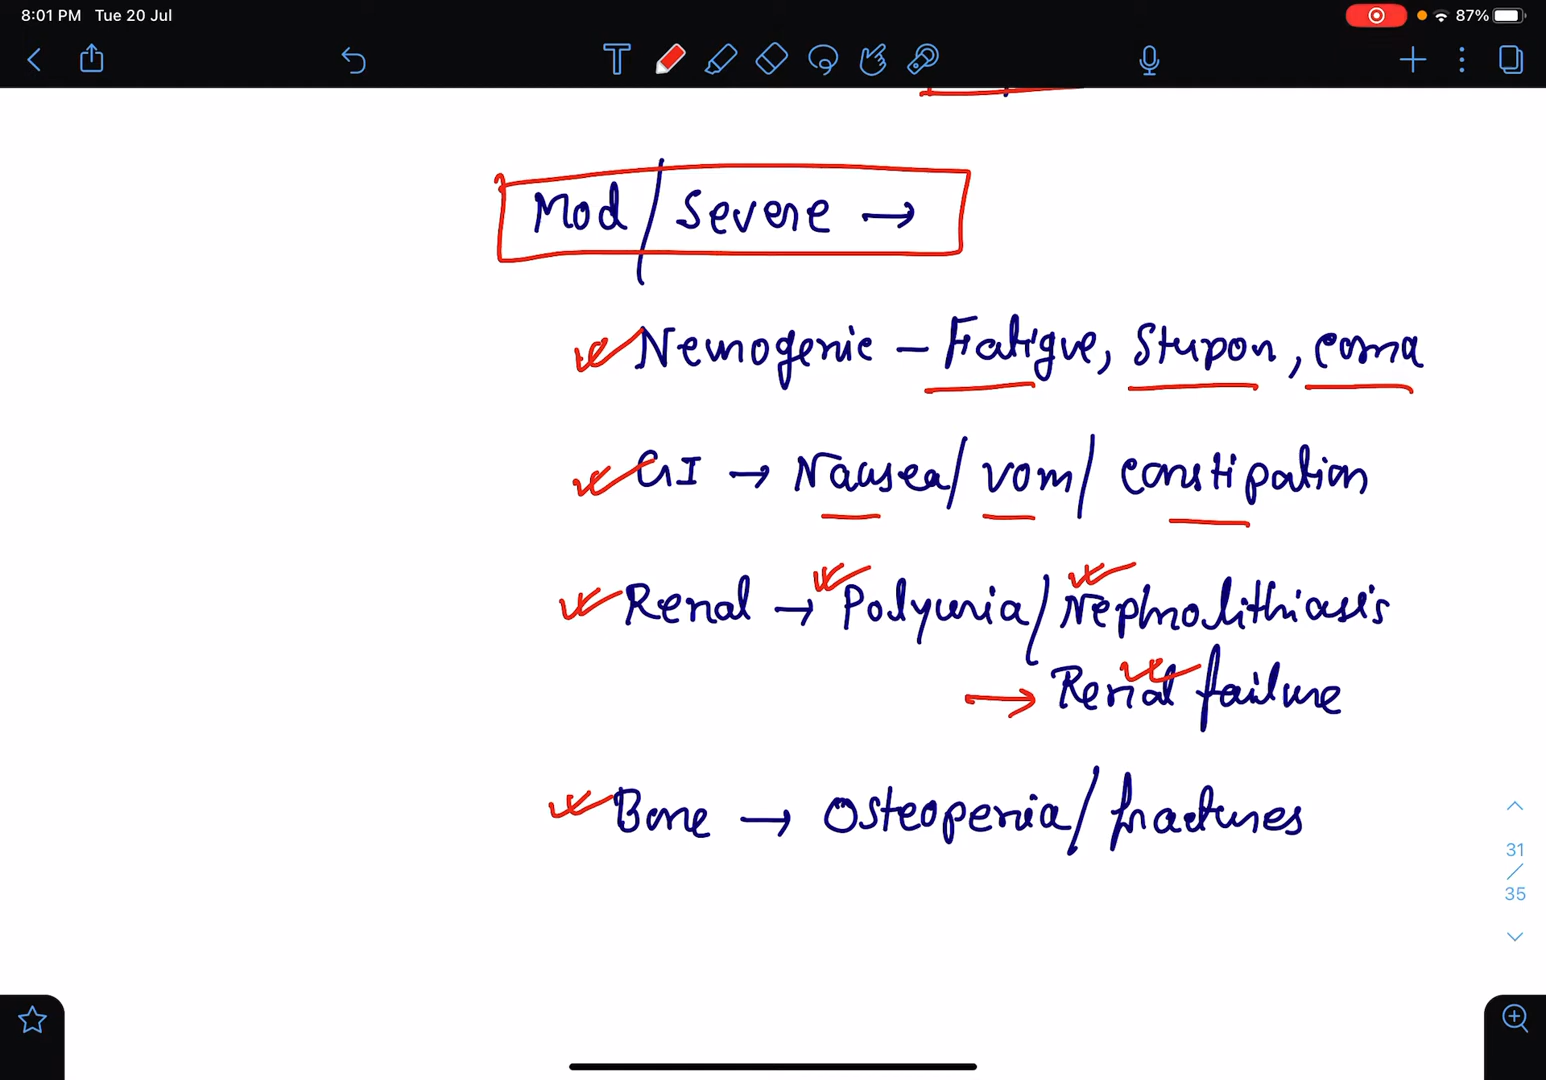 8:01 PM Tue 20 Jul
87%
T
Mod / Severe →
Neurogenic – Fatigue, Stupor, coma
GI → Nausea / vom / constipation
Renal → Polyuria / Nephrolithiasis
→ Renal failure
Bone → Osteopenia / fractures
31
/
35